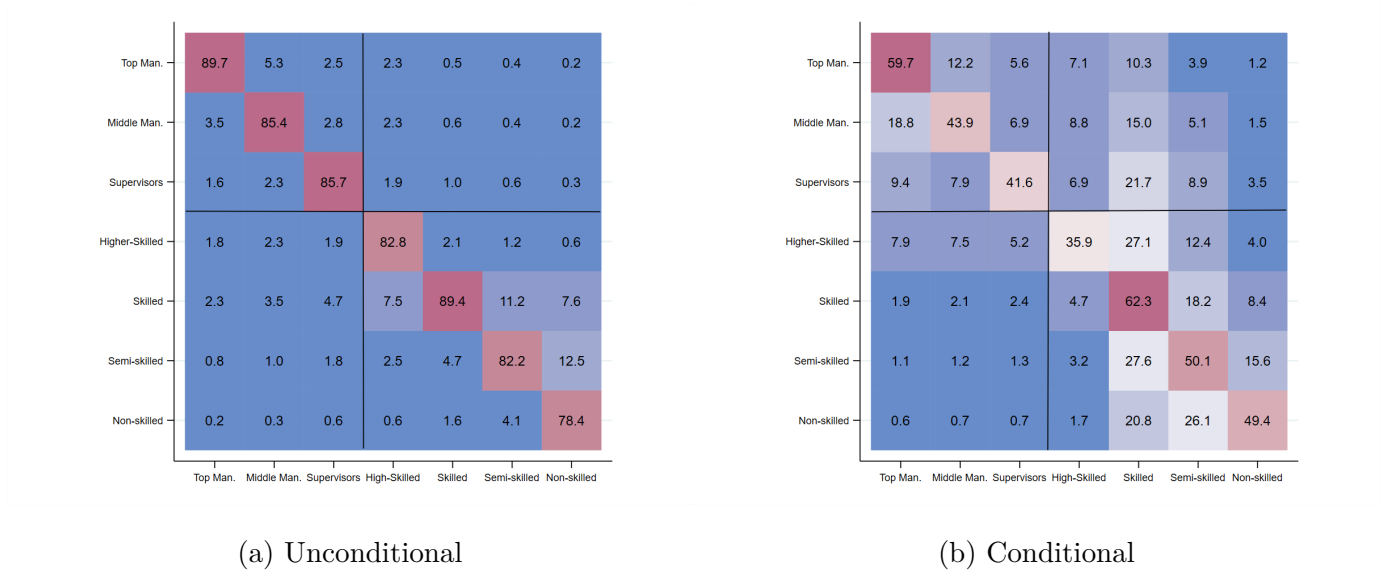 Top Man. 89.7 5.3 2.5 2.3 0.5 0.4 0.2
Middle Man. 3.5 85.4 2.8 2.3 0.6 0.4 0.2
Supervisors 1.6 2.3 85.7 1.9 1.0 0.6 0.3
Higher-Skilled 1.8 2.3 1.9 82.8 2.1 1.2 0.6
Skilled 2.3 3.5 4.7 7.5 89.4 11.2 7.6
Semi-skilled 0.8 1.0 1.8 2.5 4.7 82.2 12.5
Non-skilled 0.2 0.3 0.6 0.6 1.6 4.1 78.4
Top Man. Middle Man. Supervisors High-Skilled Skilled Semi-skilled Non-skilled
(a) Unconditional
Top Man. 59.7 12.2 5.6 7.1 10.3 3.9 1.2
Middle Man. 18.8 43.9 6.9 8.8 15.0 5.1 1.5
Supervisors 9.4 7.9 41.6 6.9 21.7 8.9 3.5
Higher-Skilled 7.9 7.5 5.2 35.9 27.1 12.4 4.0
Skilled 1.9 2.1 2.4 4.7 62.3 18.2 8.4
Semi-skilled 1.1 1.2 1.3 3.2 27.6 50.1 15.6
Non-skilled 0.6 0.7 0.7 1.7 20.8 26.1 49.4
Top Man. Middle Man. Supervisors High-Skilled Skilled Semi-skilled Non-skilled
(b) Conditional